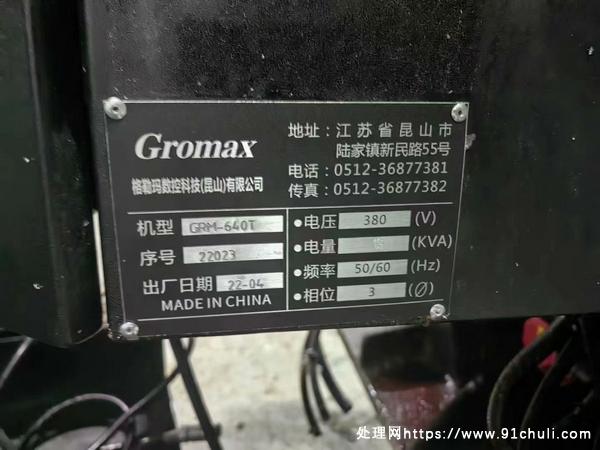 Gromax
格勒玛数控科技(昆山)有限公司
地址：江苏省昆山市
陆家镇新民路55号
电话：0512-36877381
传真：0512-36877382
机型 GRM-640T
序号 22023
出厂日期 22-04
MADE IN CHINA
•电压 380 (V)
•电量 (KVA)
•频率 50/60 (Hz)
•相位 3 (Ø)
处理网https://www.91chuli.com/